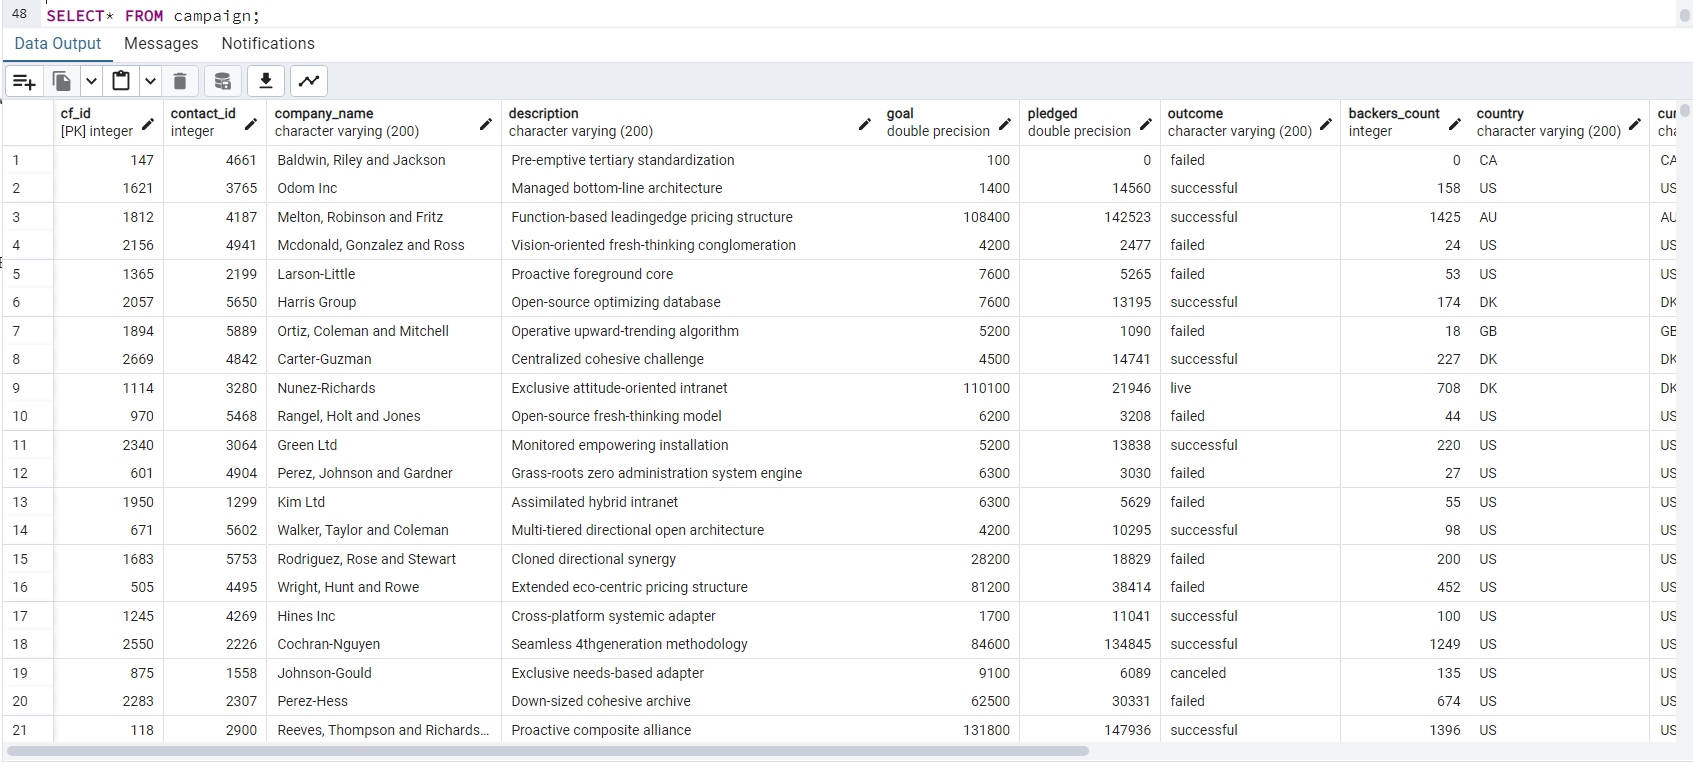 48 SELECT* FROM campaign;
Data Output Messages Notifications
cf_id contact_id company_name description goal pledged outcome backers_count country cur
[PK] integer integer character varying (200) character varying (200) double precision double precision character varying (200) integer character varying (200) cha
1 147 4661 Baldwin, Riley and Jackson Pre-emptive tertiary standardization 100 0 failed 0 CA CA
2 1621 3765 Odom Inc Managed bottom-line architecture 1400 14560 successful 158 US US
3 1812 4187 Melton, Robinson and Fritz Function-based leadingedge pricing structure 108400 142523 successful 1425 AU AU
4 2156 4941 Mcdonald, Gonzalez and Ross Vision-oriented fresh-thinking conglomeration 4200 2477 failed 24 US US
5 1365 2199 Larson-Little Proactive foreground core 7600 5265 failed 53 US US
6 2057 5650 Harris Group Open-source optimizing database 7600 13195 successful 174 DK DK
7 1894 5889 Ortiz, Coleman and Mitchell Operative upward-trending algorithm 5200 1090 failed 18 GB GB
8 2669 4842 Carter-Guzman Centralized cohesive challenge 4500 14741 successful 227 DK DK
9 1114 3280 Nunez-Richards Exclusive attitude-oriented intranet 110100 21946 live 708 DK DK
10 970 5468 Rangel, Holt and Jones Open-source fresh-thinking model 6200 3208 failed 44 US US
11 2340 3064 Green Ltd Monitored empowering installation 5200 13838 successful 220 US US
12 601 4904 Perez, Johnson and Gardner Grass-roots zero administration system engine 6300 3030 failed 27 US US
13 1950 1299 Kim Ltd Assimilated hybrid intranet 6300 5629 failed 55 US US
14 671 5602 Walker, Taylor and Coleman Multi-tiered directional open architecture 4200 10295 successful 98 US US
15 1683 5753 Rodriguez, Rose and Stewart Cloned directional synergy 28200 18829 failed 200 US US
16 505 4495 Wright, Hunt and Rowe Extended eco-centric pricing structure 81200 38414 failed 452 US US
17 1245 4269 Hines Inc Cross-platform systemic adapter 1700 11041 successful 100 US US
18 2550 2226 Cochran-Nguyen Seamless 4thgeneration methodology 84600 134845 successful 1249 US US
19 875 1558 Johnson-Gould Exclusive needs-based adapter 9100 6089 canceled 135 US US
20 2283 2307 Perez-Hess Down-sized cohesive archive 62500 30331 failed 674 US US
21 118 2900 Reeves, Thompson and Richards... Proactive composite alliance 131800 147936 successful 1396 US US